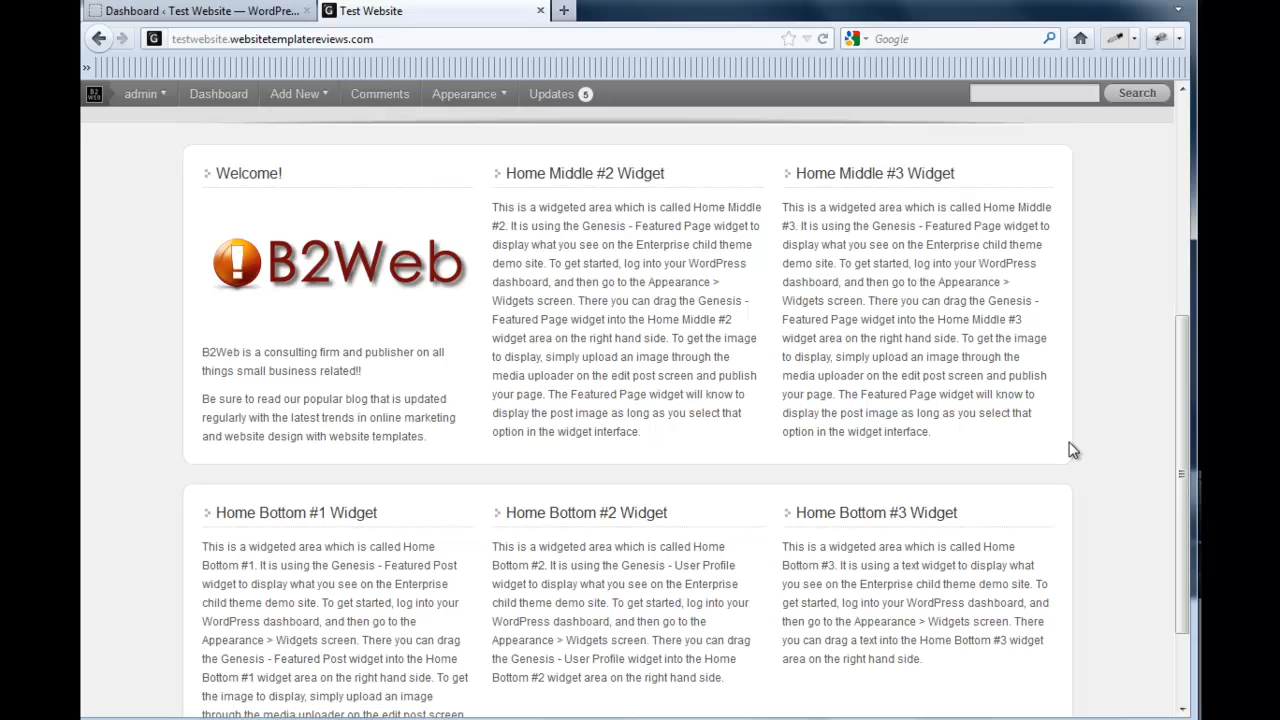 Dashboard ‹ Test Website — WordPre...
Test Website
testwebsite.websitetemplatereviews.com
Google
B2 WEB
admin
Dashboard
Add New
Comments
Appearance
Updates 5
Search
Welcome!
B2Web
B2Web is a consulting firm and publisher on all
things small business related!!
Be sure to read our popular blog that is updated
regularly with the latest trends in online marketing
and website design with website templates.
Home Middle #2 Widget
This is a widgeted area which is called Home Middle
#2. It is using the Genesis - Featured Page widget to
display what you see on the Enterprise child theme
demo site. To get started, log into your WordPress
dashboard, and then go to the Appearance >
Widgets screen. There you can drag the Genesis -
Featured Page widget into the Home Middle #2
widget area on the right hand side. To get the image
to display, simply upload an image through the
media uploader on the edit post screen and publish
your page. The Featured Page widget will know to
display the post image as long as you select that
option in the widget interface.
Home Middle #3 Widget
This is a widgeted area which is called Home Middle
#3. It is using the Genesis - Featured Page widget to
display what you see on the Enterprise child theme
demo site. To get started, log into your WordPress
dashboard, and then go to the Appearance >
Widgets screen. There you can drag the Genesis -
Featured Page widget into the Home Middle #3
widget area on the right hand side. To get the image
to display, simply upload an image through the
media uploader on the edit post screen and publish
your page. The Featured Page widget will know to
display the post image as long as you select that
option in the widget interface.
Home Bottom #1 Widget
This is a widgeted area which is called Home
Bottom #1. It is using the Genesis - Featured Post
widget to display what you see on the Enterprise
child theme demo site. To get started, log into your
WordPress dashboard, and then go to the
Appearance > Widgets screen. There you can drag
the Genesis - Featured Post widget into the Home
Bottom #1 widget area on the right hand side. To get
the image to display, simply upload an image
through the media uploader on the edit post screen
Home Bottom #2 Widget
This is a widgeted area which is called Home
Bottom #2. It is using the Genesis - User Profile
widget to display what you see on the Enterprise
child theme demo site. To get started, log into your
WordPress dashboard, and then go to the
Appearance > Widgets screen. There you can drag
the Genesis - User Profile widget into the Home
Bottom #2 widget area on the right hand side.
Home Bottom #3 Widget
This is a widgeted area which is called Home
Bottom #3. It is using a text widget to display what
you see on the Enterprise child theme demo site. To
get started, log into your WordPress dashboard, and
then go to the Appearance > Widgets screen. There
you can drag a text into the Home Bottom #3 widget
area on the right hand side.